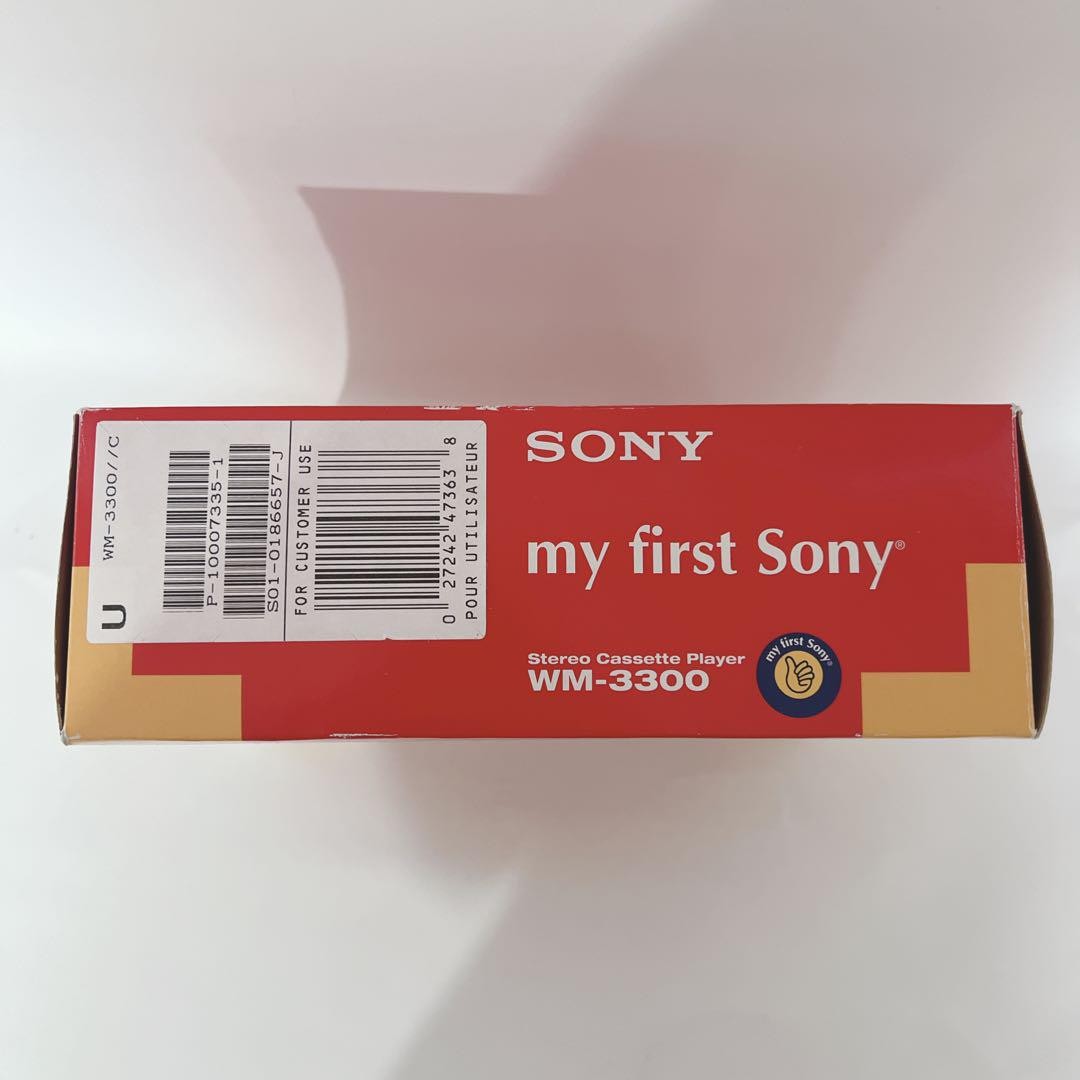 WM-3300//C
U
P-10007335-1
S01-0186657-J
FOR CUSTOMER USE
0 27242 47363 8
POUR UTILISATEUR
SONY
my first Sony®
Stereo Cassette Player
WM-3300
my first Sony®